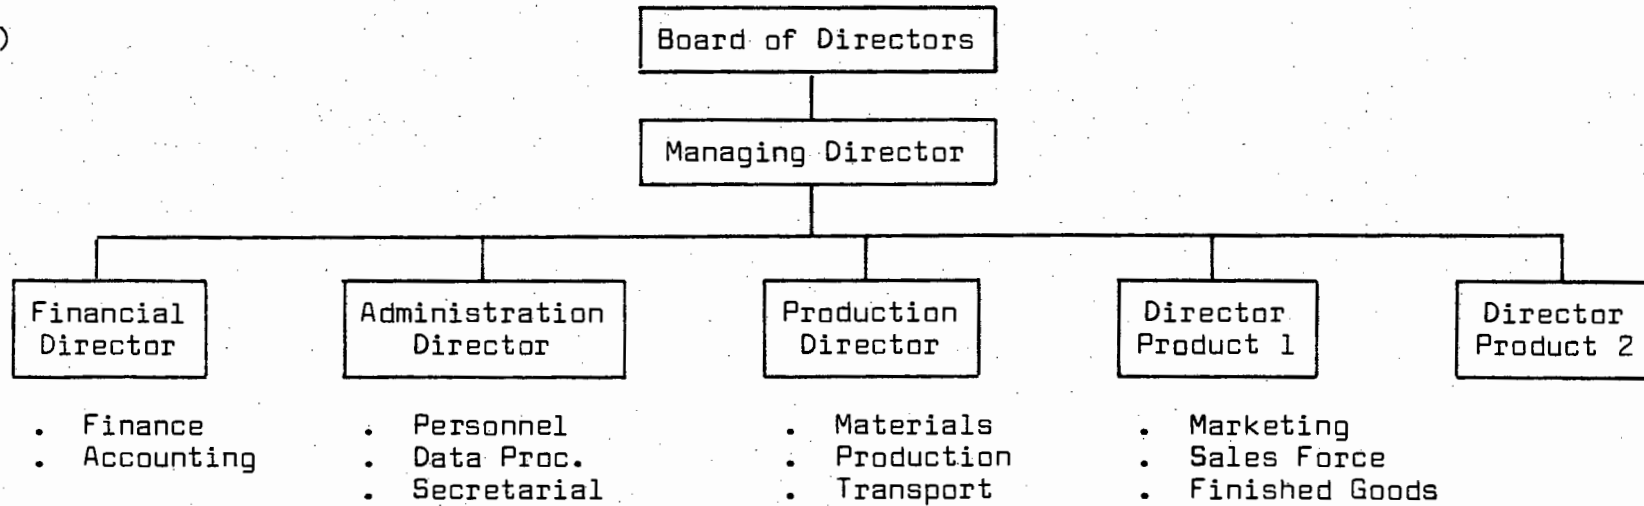 )
Board of Directors
Managing Director
Financial
Director
Administration
Director
Production
Director
Director
Product 1
Director
Product 2
. Finance
. Accounting
. Personnel
. Data Proc.
. Secretarial
. Materials
. Production
. Transport
. Marketing
. Sales Force
. Finished Goods